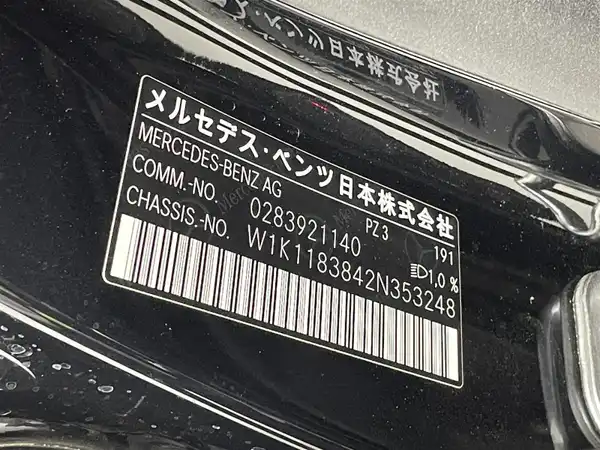 メルセデス・ベンツ日本株式会社
MERCEDES-BENZ AG
COMM.-NO. 0283921140 PZ 3 191
CHASSIS.-NO. W1K1183842N353248 1,0 %